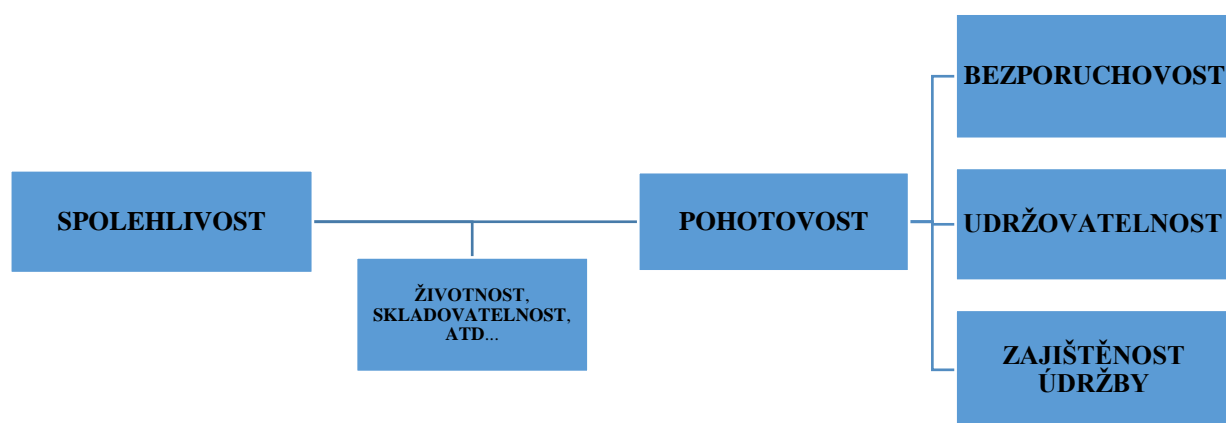 SPOLEHLIVOST
ŽIVOTNOST,
SKLADOVATELNOST,
ATD...
POHOTOVOST
BEZPORUCHOVOST
UDRŽOVATELNOST
ZAJIŠTĚNOST
ÚDRŽBY